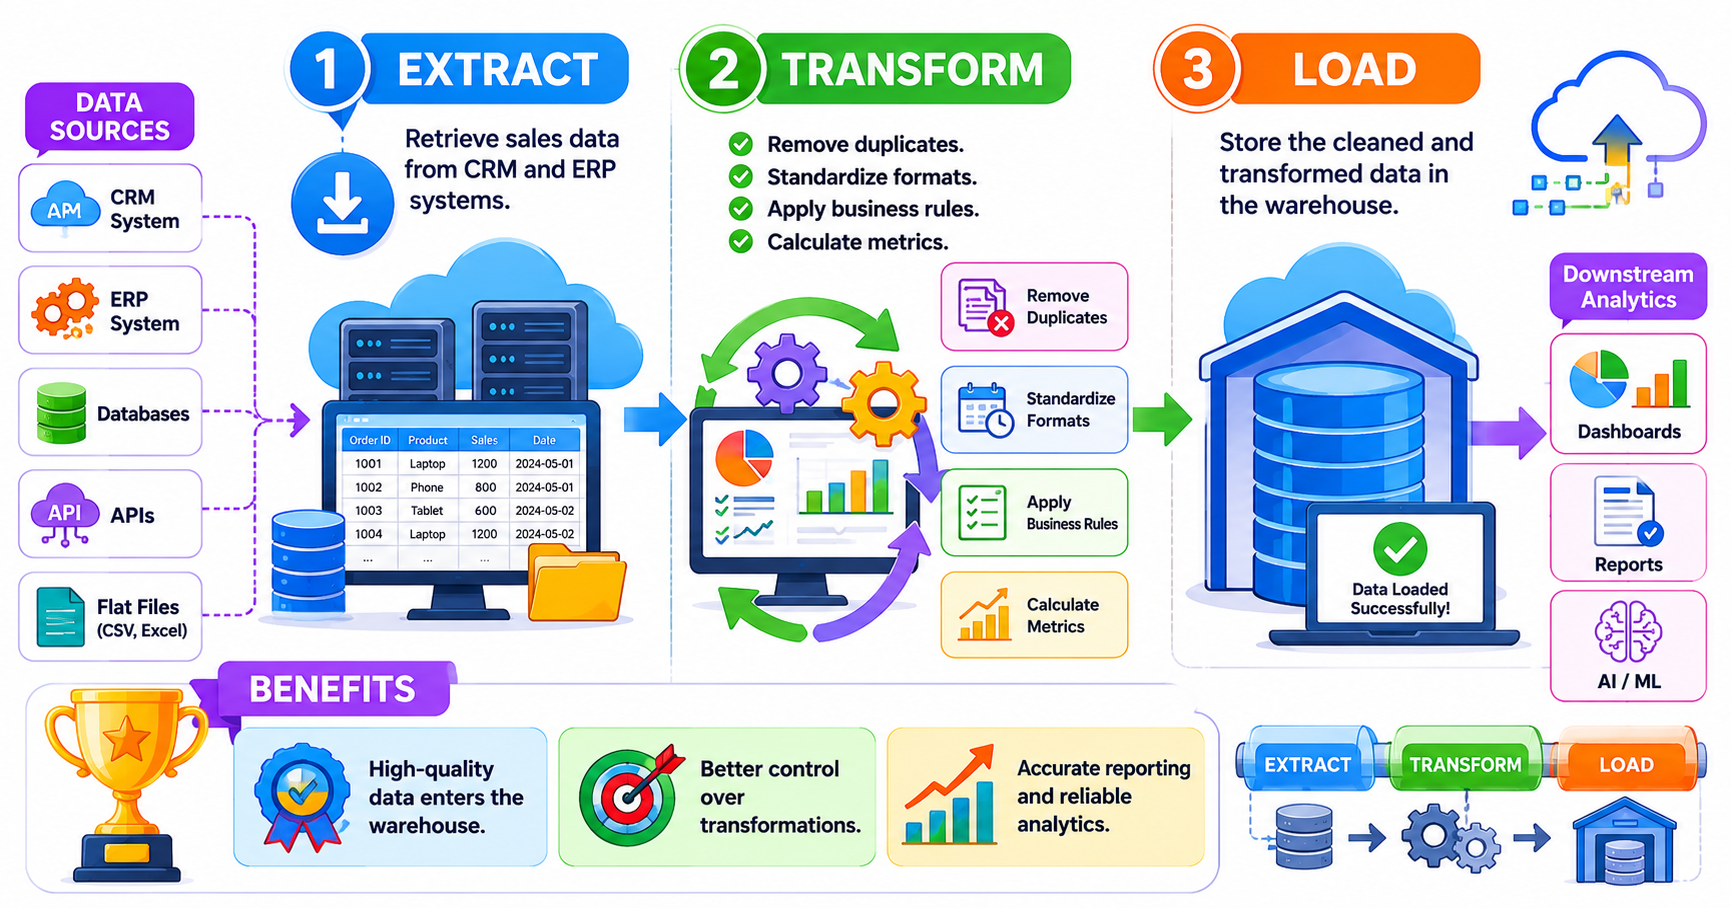 DATA
SOURCES
CRM
System
ERP
System
Databases
API
APIs
Flat Files
(CSV, Excel)
1
EXTRACT
Retrieve sales data
from CRM and ERP
systems.
Order ID Product Sales Date
1001 Laptop 1200 2024-05-01
1002 Phone 800 2024-05-01
1003 Tablet 600 2024-05-02
1004 Laptop 1200 2024-05-02
... ... ...
2
TRANSFORM
Remove duplicates.
Standardize formats.
Apply business rules.
Calculate metrics.
Remove
Duplicates
Standardize
Formats
Apply
Business Rules
Calculate
Metrics
3
LOAD
Store the cleaned and
transformed data in
the warehouse.
Data Loaded
Successfully!
Downstream
Analytics
Dashboards
Reports
AI / ML
BENEFITS
High-quality
data enters the
warehouse.
Better control
over
transformations.
Accurate reporting
and reliable
analytics.
EXTRACT
TRANSFORM
LOAD